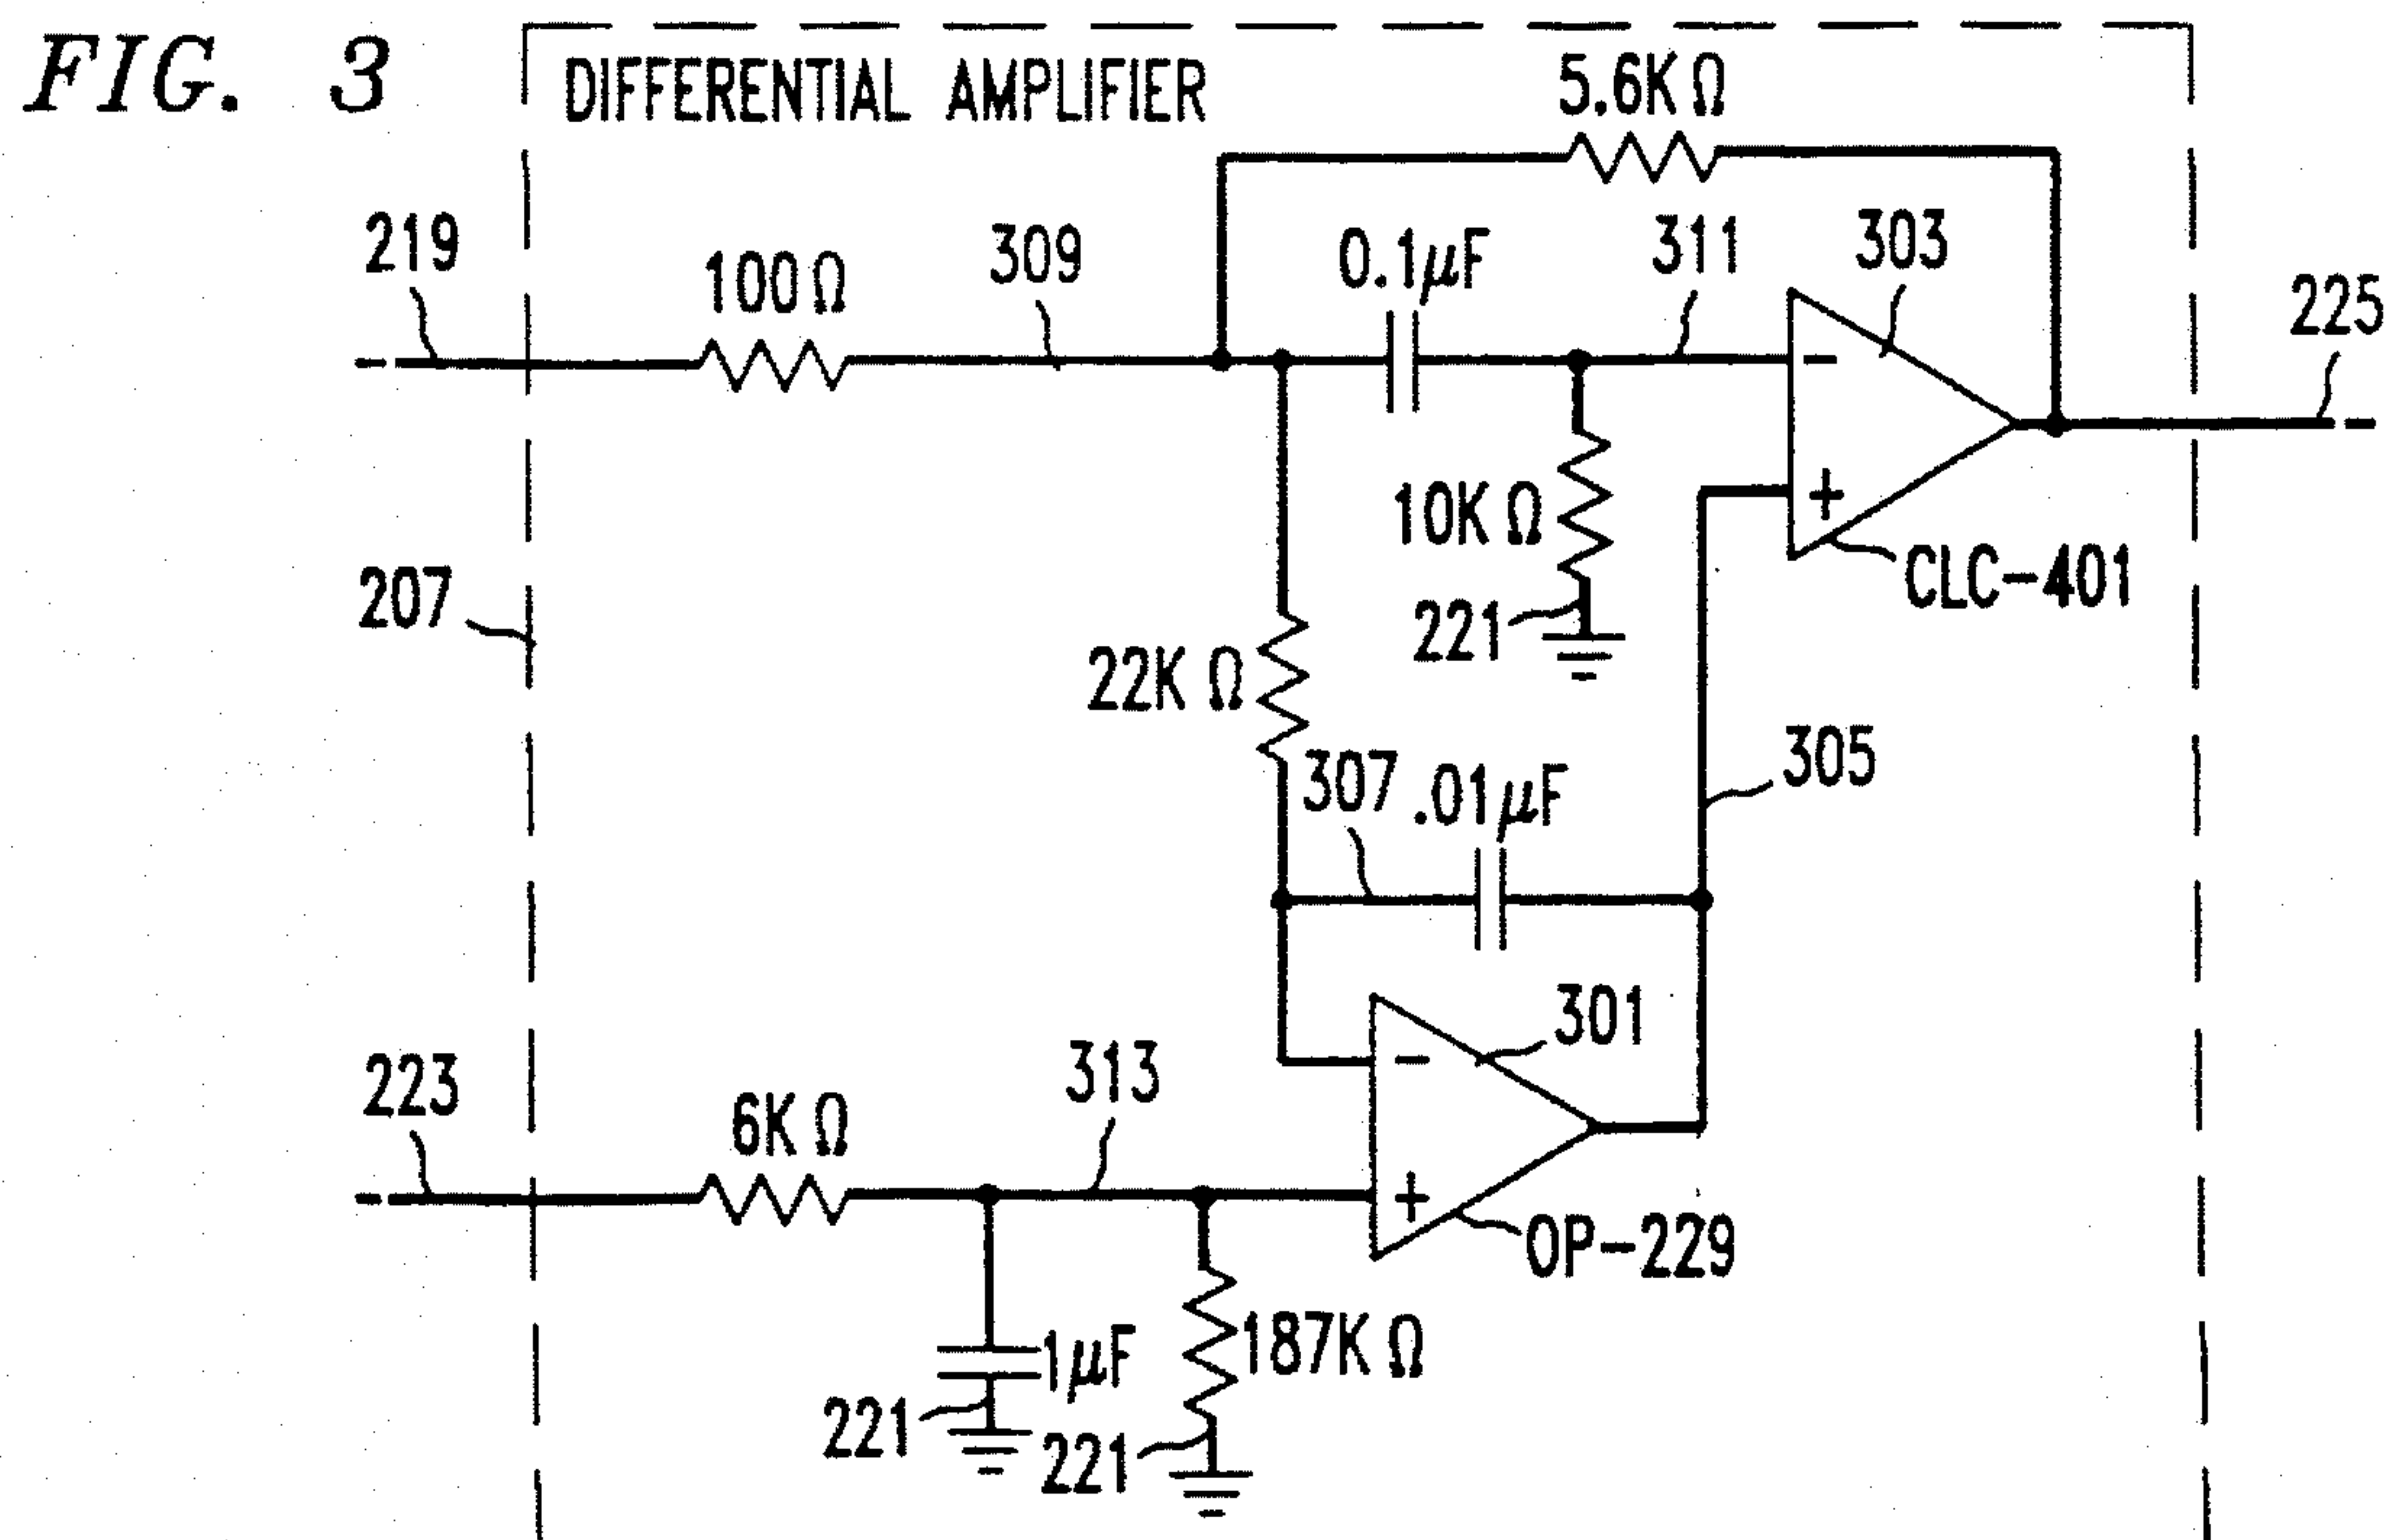 FIG. 3
DIFFERENTIAL AMPLIFIER
5.6K Ω
219
100 Ω
309
0.1μF
311
303
225
-
+
10K Ω
221
CLC-401
207
22K Ω
307
.01μF
305
301
-
+
OP-229
223
6K Ω
313
1μF
221
187K Ω
221